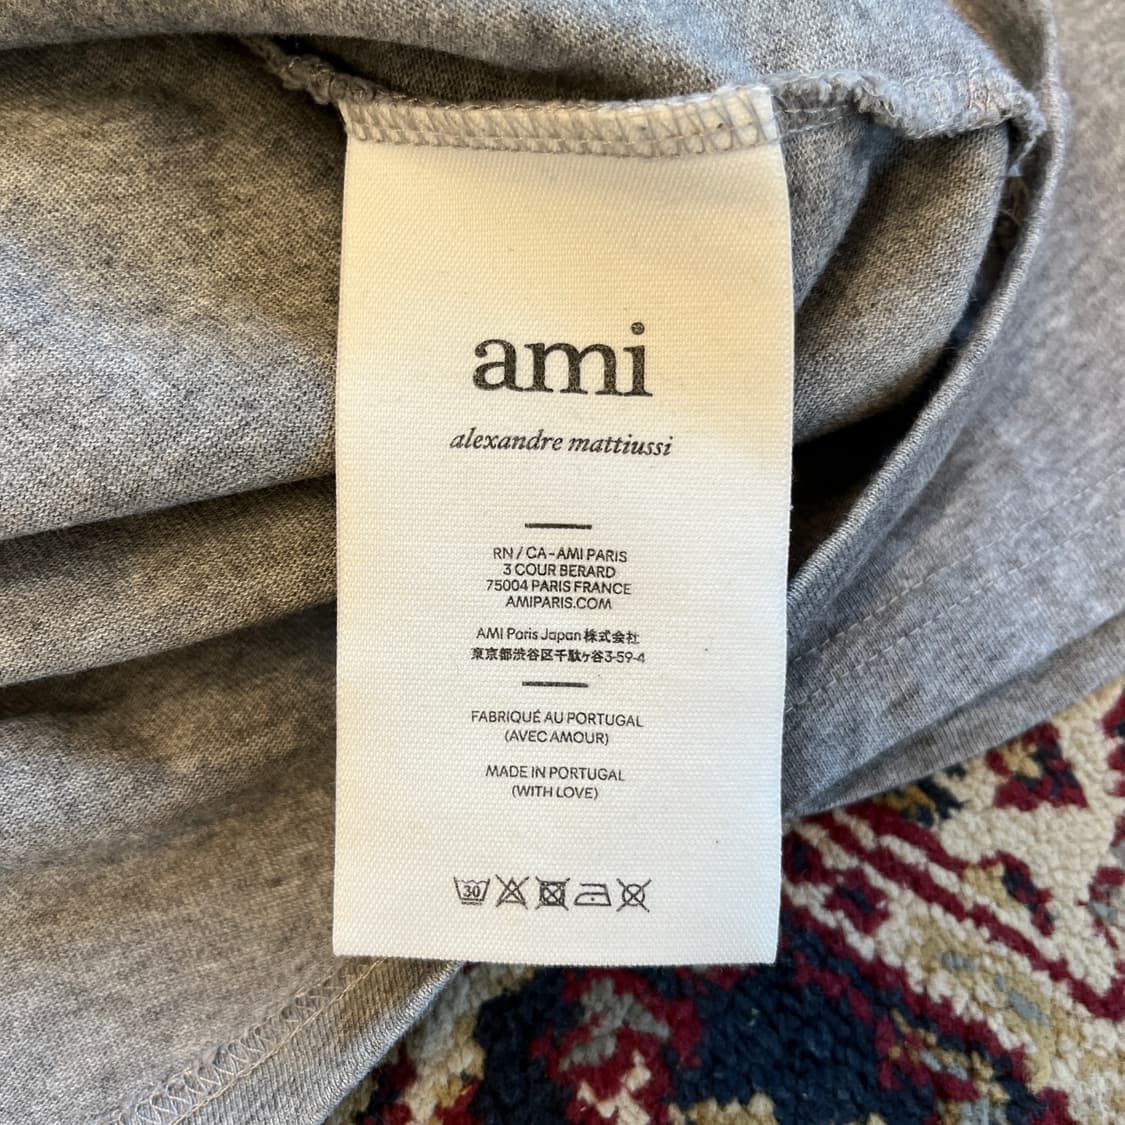 ami
alexandre mattiussi
RN / CA - AMI PARIS
3 COUR BERARD
75004 PARIS FRANCE
AMIPARIS.COM
AMI Paris Japan 株式会社
東京都渋谷区千駄ヶ谷3-59-4
FABRIQUÉ AU PORTUGAL
(AVEC AMOUR)
MADE IN PORTUGAL
(WITH LOVE)
30